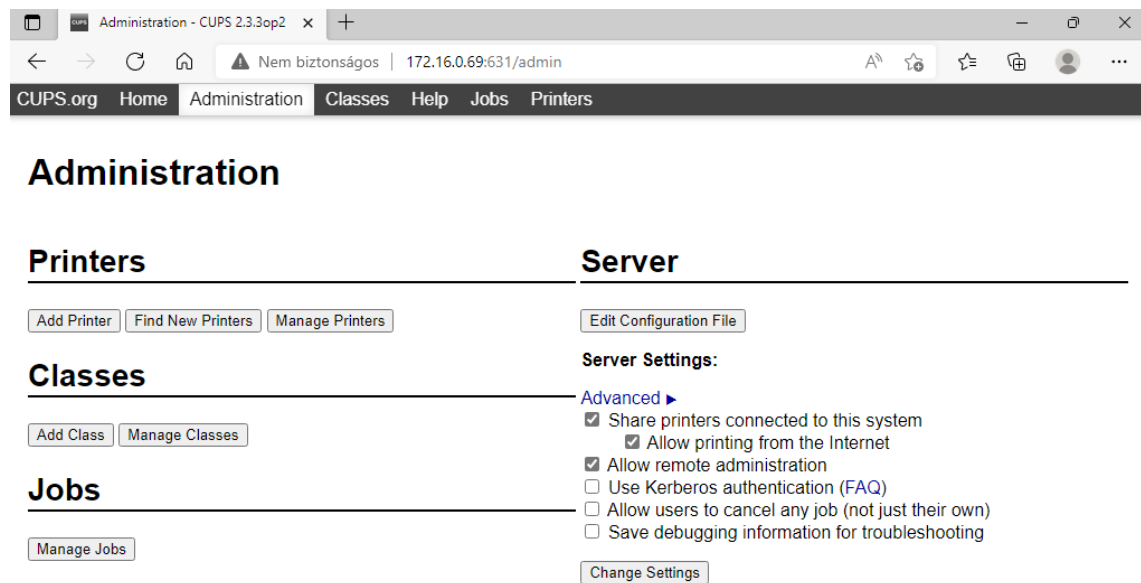 Administration - CUPS 2.3.3op2
Nem biztonságos | 172.16.0.69:631/admin
CUPS.org Home Administration Classes Help Jobs Printers
Administration
Printers
Add Printer Find New Printers Manage Printers
Classes
Add Class Manage Classes
Jobs
Manage Jobs
Server
Edit Configuration File
Server Settings:
Advanced ▶
Share printers connected to this system
Allow printing from the Internet
Allow remote administration
Use Kerberos authentication (FAQ)
Allow users to cancel any job (not just their own)
Save debugging information for troubleshooting
Change Settings